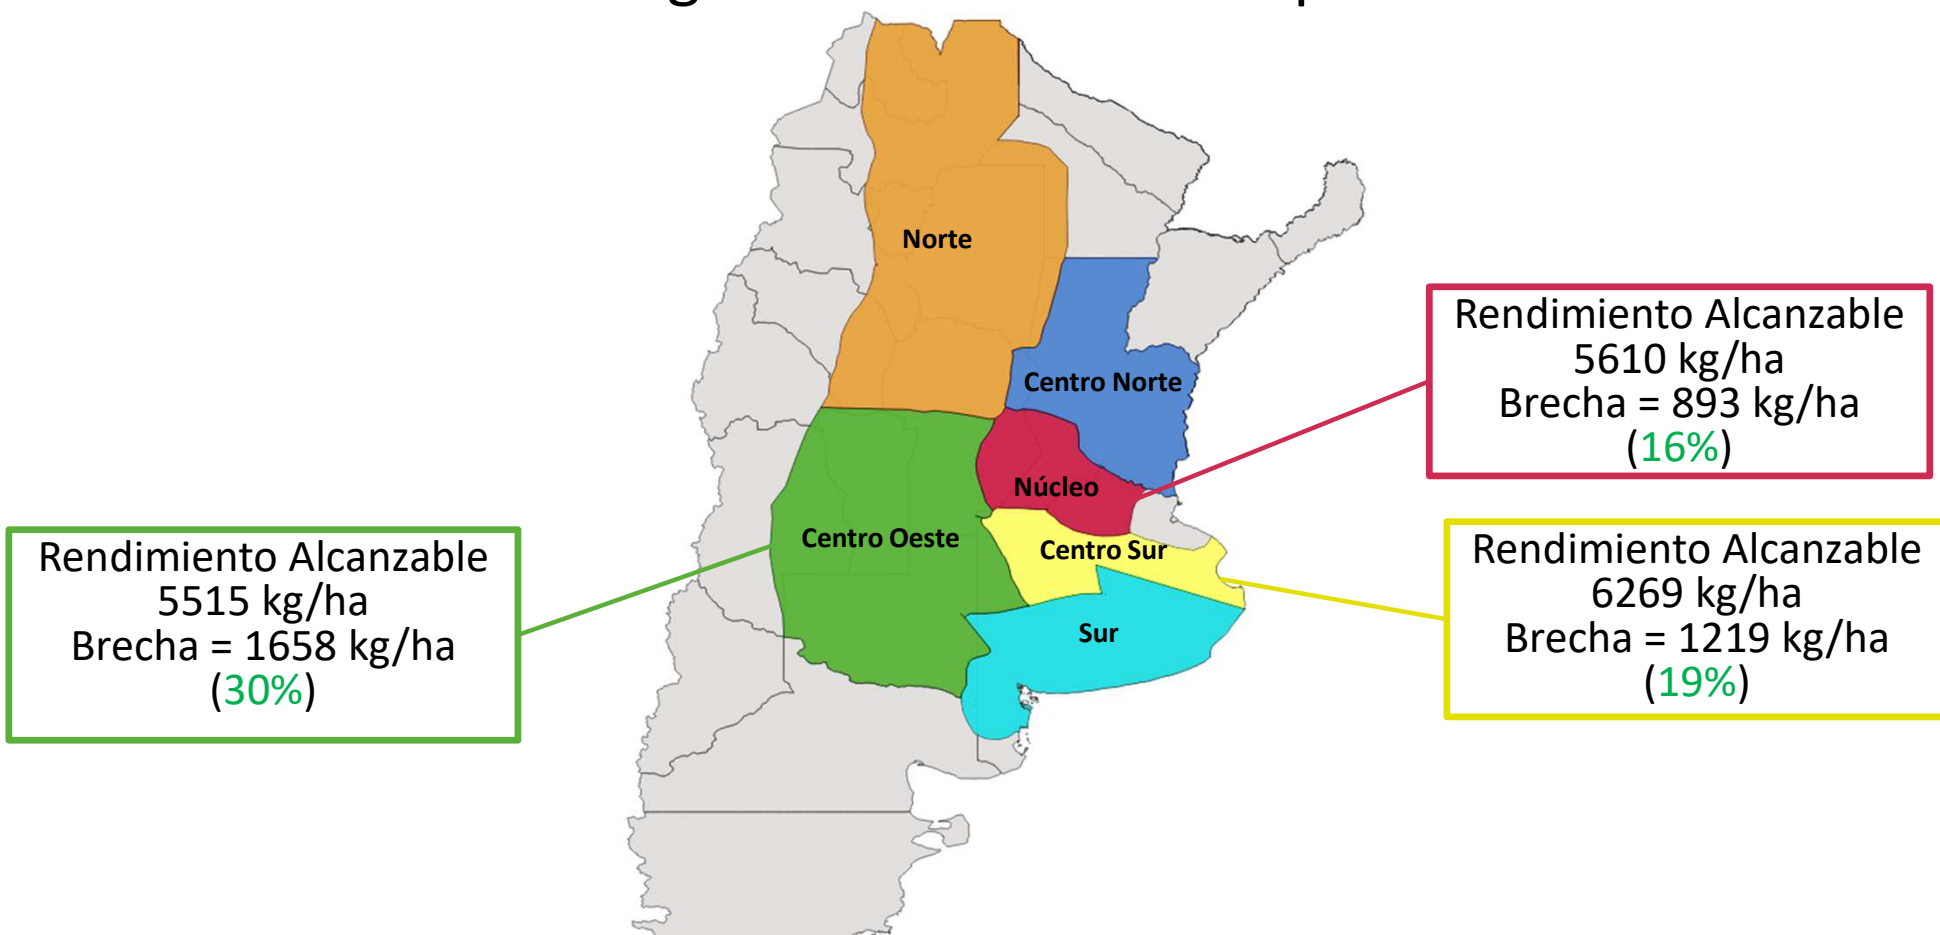 Norte
Centro Norte
Núcleo
Centro Oeste
Centro Sur
Sur
Rendimiento Alcanzable
5610 kg/ha
Brecha = 893 kg/ha
(16%)
Rendimiento Alcanzable
5515 kg/ha
Brecha = 1658 kg/ha
(30%)
Rendimiento Alcanzable
6269 kg/ha
Brecha = 1219 kg/ha
(19%)